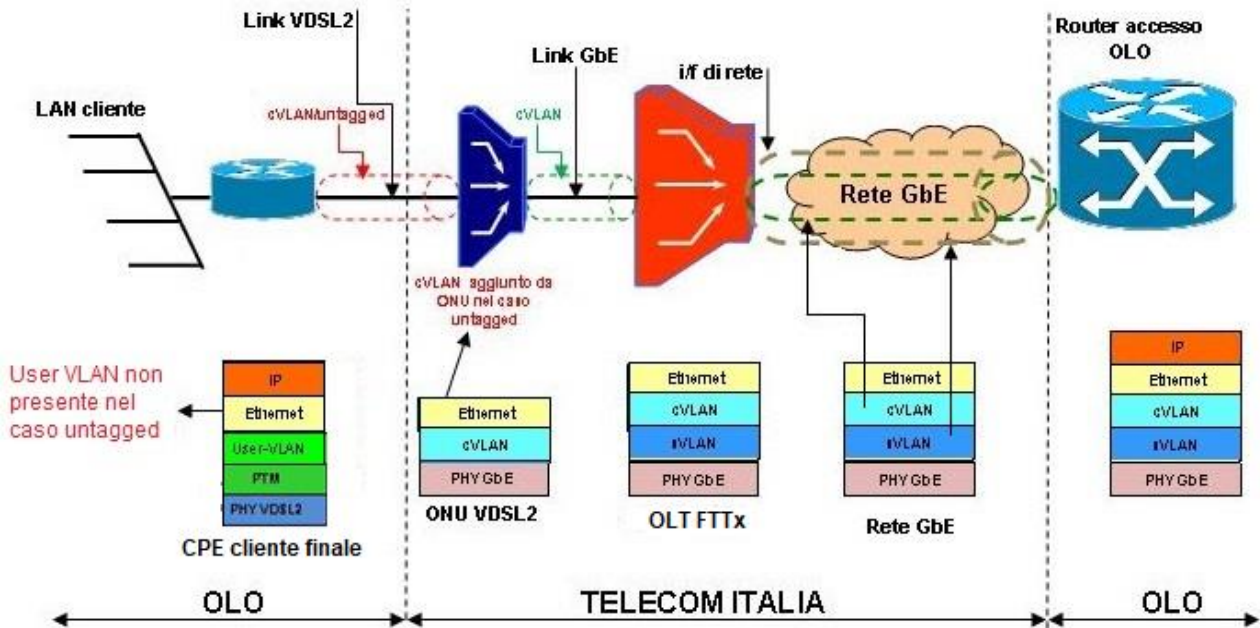 Link VDSL2
Router accesso
OLO
Link GbE
i/f di rete
LAN cliente
cVLAN/untagged
cVLAN
Rete GbE
cVLAN aggiunto da
ONU nel caso
untagged
User VLAN non
presente nel
caso untagged
IP
Ethernet
User-VLAN
PTM
PHY VDSL2
CPE cliente finale
Ethernet
cVLAN
PHY GbE
ONU VDSL2
Ethernet
cVLAN
sVLAN
PHY GbE
OLT FTTx
Ethernet
cVLAN
sVLAN
PHY GbE
Rete GbE
IP
Ethernet
cVLAN
sVLAN
PHY GbE
OLO
TELECOM ITALIA
OLO